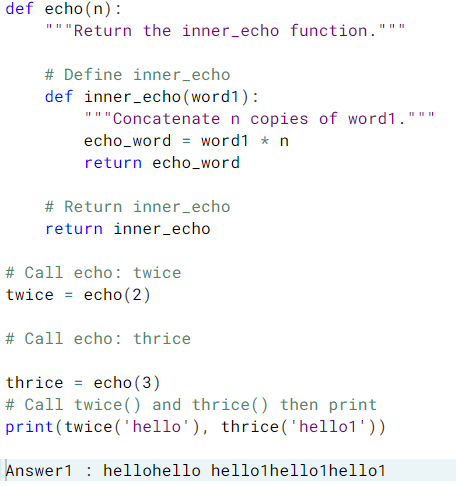 def echo(n):
    """Return the inner_echo function."""

    # Define inner_echo
    def inner_echo(word1):
        """Concatenate n copies of word1."""
        echo_word = word1 * n
        return echo_word

    # Return inner_echo
    return inner_echo

# Call echo: twice
twice = echo(2)

# Call echo: thrice

thrice = echo(3)
# Call twice() and thrice() then print
print(twice('hello'), thrice('hello1'))

Answer1 : hellohello hello1hello1hello1